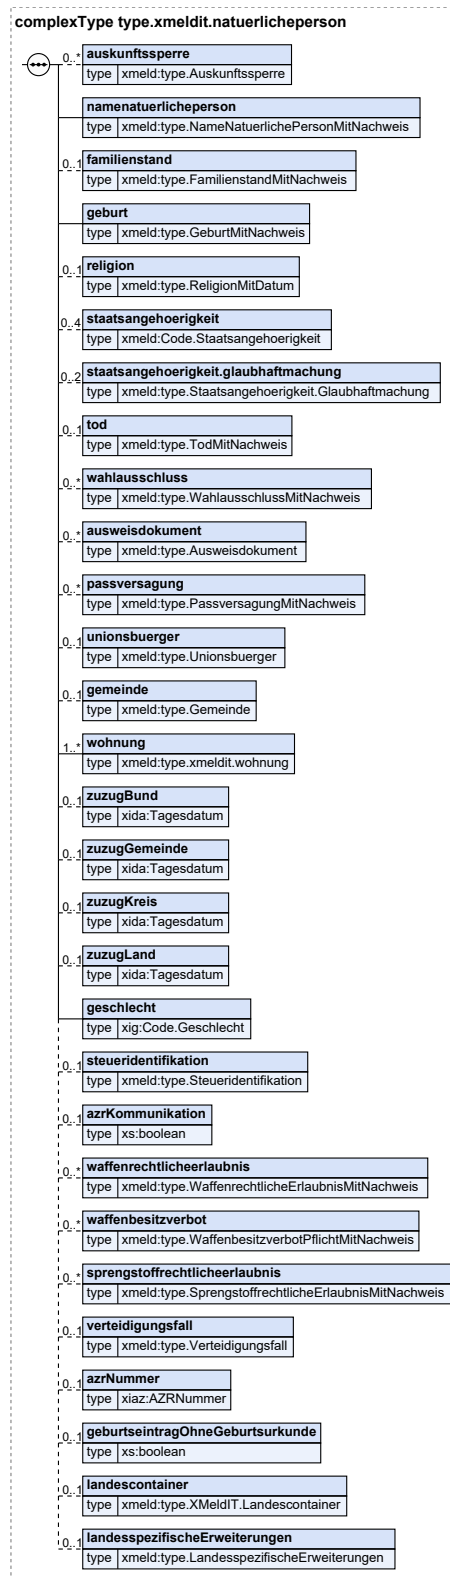 complexType type.xmeldit.natuerlicheperson
0..* auskunftssperre
type xmeld:type.Auskunftssperre
namenatuerlicheperson
type xmeld:type.NameNatuerlichePersonMitNachweis
0..1 familienstand
type xmeld:type.FamilienstandMitNachweis
geburt
type xmeld:type.GeburtMitNachweis
0..1 religion
type xmeld:type.ReligionMitDatum
0..4 staatsangehoerigkeit
type xmeld:Code.Staatsangehoerigkeit
0..2 staatsangehoerigkeit.glaubhaftmachung
type xmeld:type.Staatsangehoerigkeit.Glaubhaftmachung
0..1 tod
type xmeld:type.TodMitNachweis
0..* wahlausschluss
type xmeld:type.WahlausschlussMitNachweis
0..* ausweisdokument
type xmeld:type.Ausweisdokument
0..* passversagung
type xmeld:type.PassversagungMitNachweis
0..1 unionsbuerger
type xmeld:type.Unionsbuerger
0..1 gemeinde
type xmeld:type.Gemeinde
1..* wohnung
type xmeld:type.xmeldit.wohnung
0..1 zuzugBund
type xida:Tagesdatum
0..1 zuzugGemeinde
type xida:Tagesdatum
0..1 zuzugKreis
type xida:Tagesdatum
0..1 zuzugLand
type xida:Tagesdatum
geschlecht
type xig:Code.Geschlecht
0..1 steueridentifikation
type xmeld:type.Steueridentifikation
0..1 azrKommunikation
type xs:boolean
0..* waffenrechtlicheerlaubnis
type xmeld:type.WaffenrechtlicheErlaubnisMitNachweis
0..* waffenbesitzverbot
type xmeld:type.WaffenbesitzverbotPflichtMitNachweis
0..* sprengstoffrechtlicheerlaubnis
type xmeld:type.SprengstoffrechtlicheErlaubnisMitNachweis
0..1 verteidigungsfall
type xmeld:type.Verteidigungsfall
0..1 azrNummer
type xiaz:AZRNummer
0..1 geburtseintragOhneGeburtsurkunde
type xs:boolean
0..1 landescontainer
type xmeld:type.XMeldIT.Landescontainer
0..1 landesspezifischeErweiterungen
type xmeld:type.LandesspezifischeErweiterungen